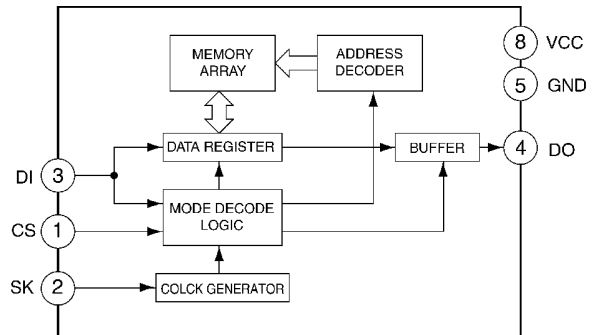 MEMORY
ARRAY
ADDRESS
DECODER
8 VCC
5 GND
DATA REGISTER
BUFFER
4 DO
DI 3
MODE DECODE
LOGIC
CS 1
SK 2
COLCK GENERATOR